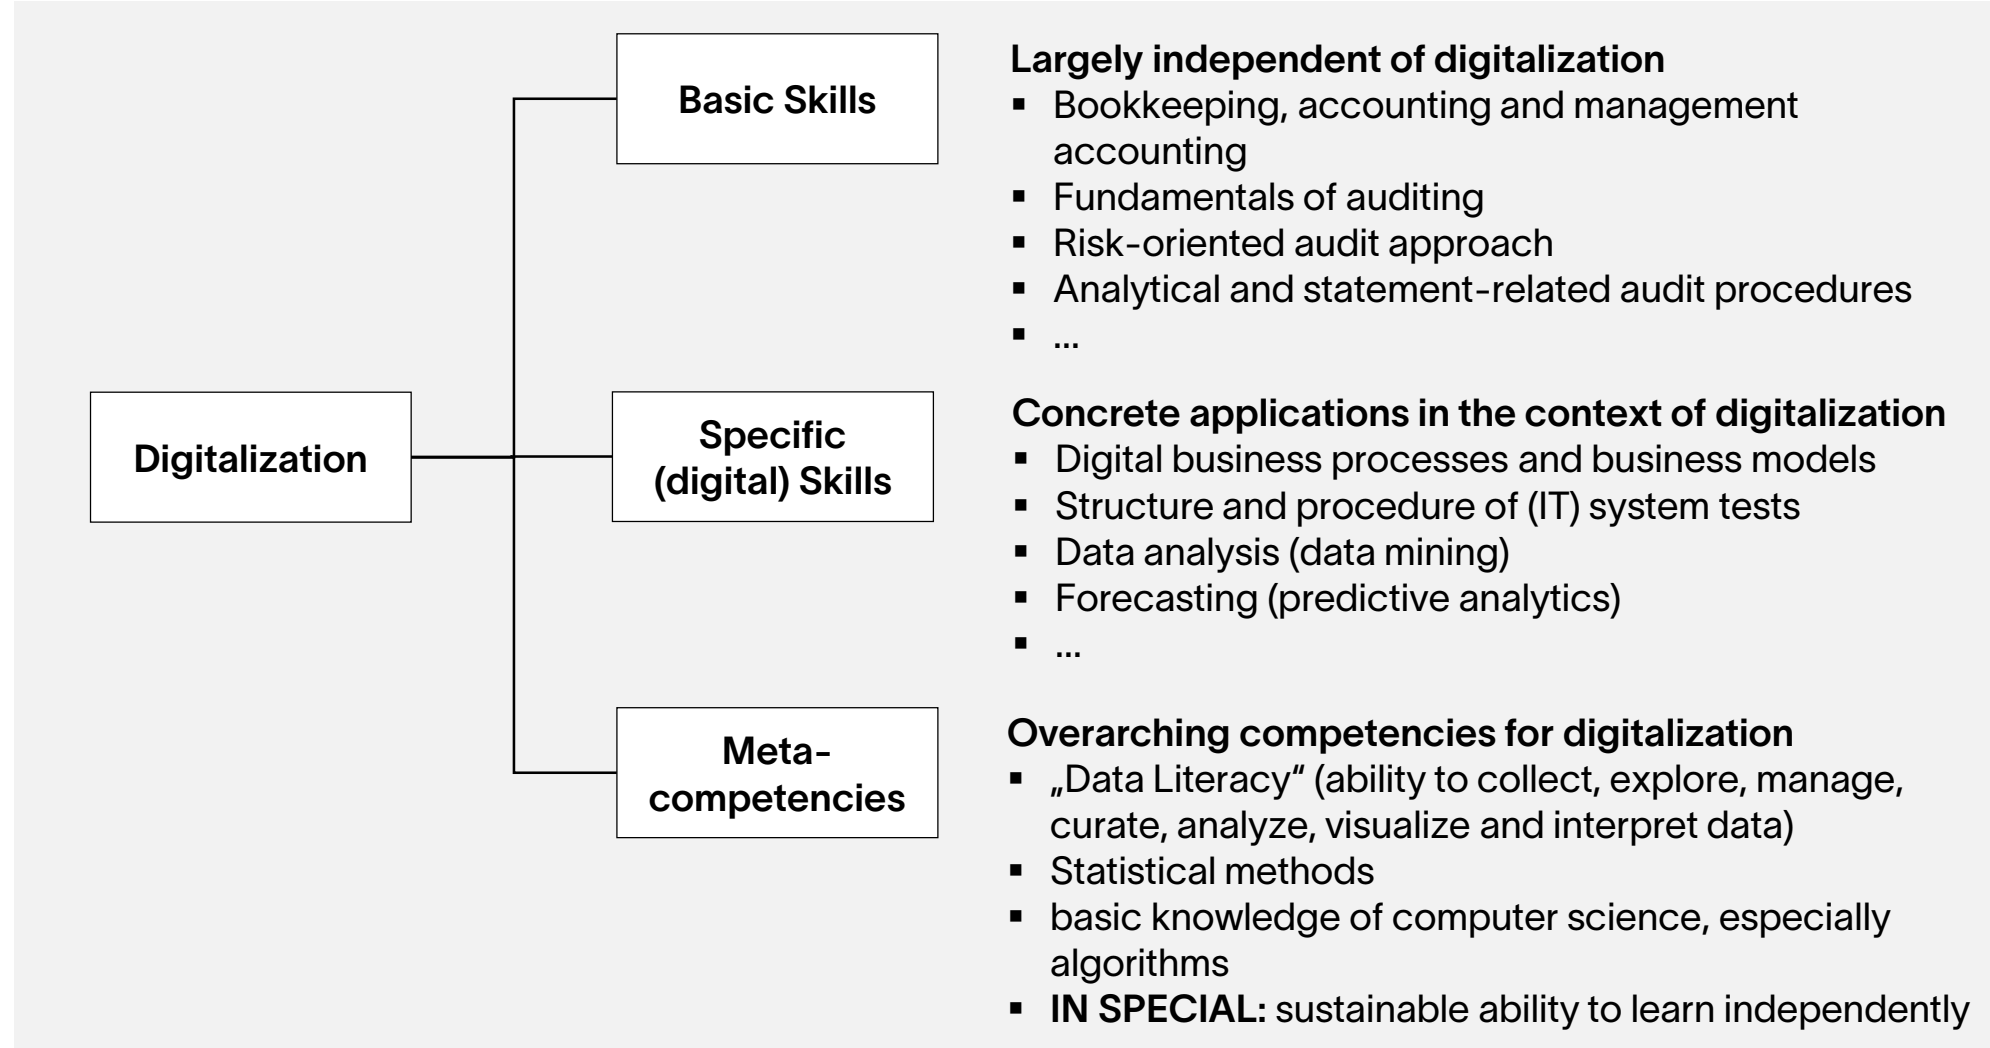 Digitalization
Basic Skills
Largely independent of digitalization
▪ Bookkeeping, accounting and management
accounting
▪ Fundamentals of auditing
▪ Risk-oriented audit approach
▪ Analytical and statement-related audit procedures
▪ ...
Specific
(digital) Skills
Concrete applications in the context of digitalization
▪ Digital business processes and business models
▪ Structure and procedure of (IT) system tests
▪ Data analysis (data mining)
▪ Forecasting (predictive analytics)
▪ ...
Meta-
competencies
Overarching competencies for digitalization
▪ „Data Literacy“ (ability to collect, explore, manage,
curate, analyze, visualize and interpret data)
▪ Statistical methods
▪ basic knowledge of computer science, especially
algorithms
▪ IN SPECIAL: sustainable ability to learn independently